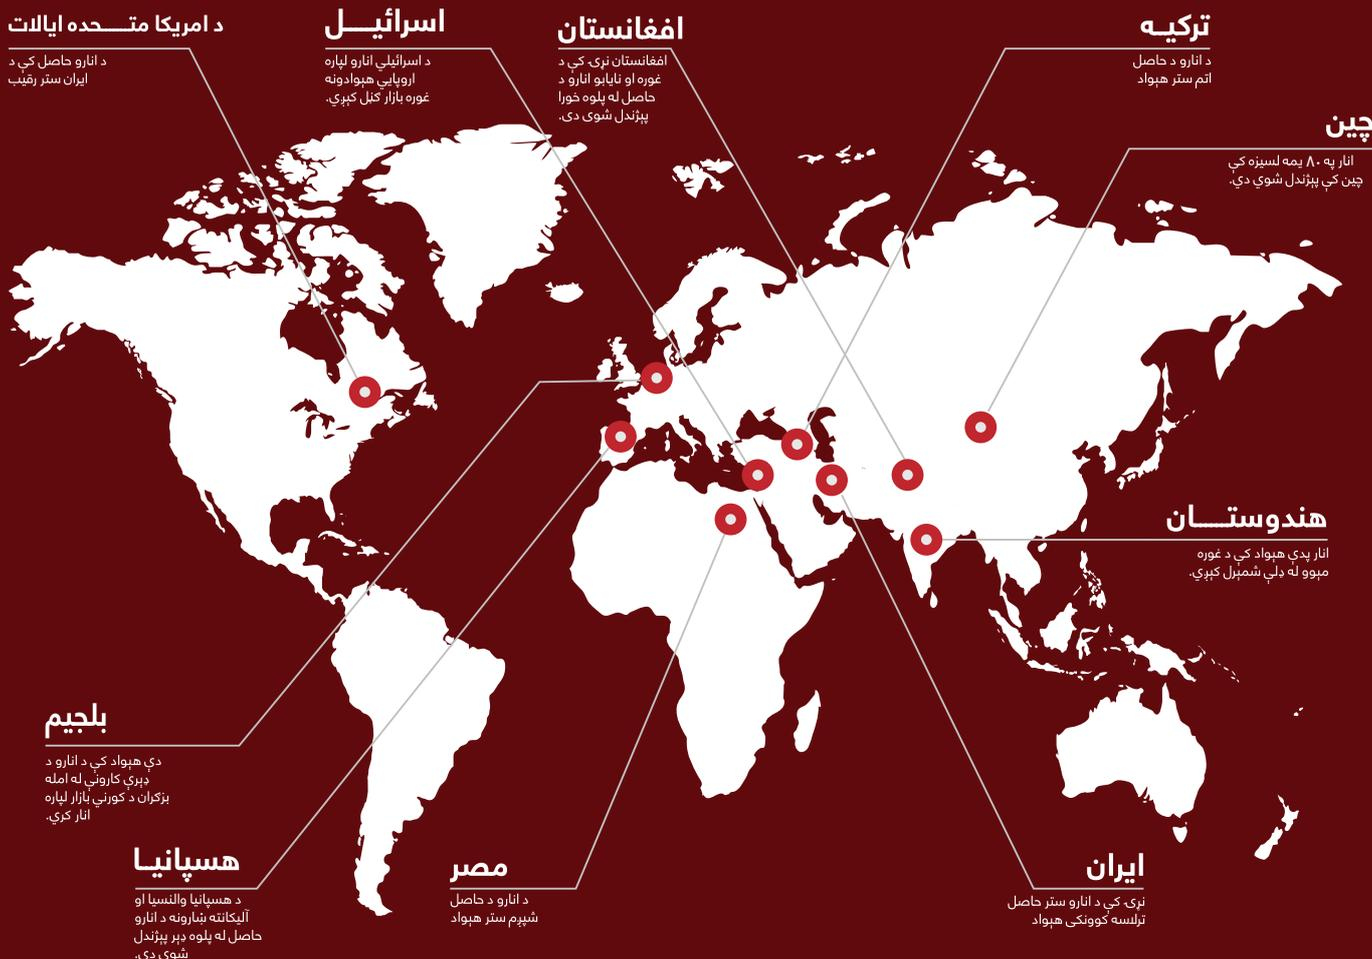 د امریکا متـــحده ایالات
د انارو حاصل کې د
ایران ستر رقیب
اسرائیـــل
د اسرائیلي انارو لپاره
اروپایي هېوادونه
غوره بازار ګڼل کېږي.
افغانستان
افغانستان نړۍ کې د
غوره او نایابو انارو د
حاصل له پلوه خورا
پېژندل شوی دی.
ترکیـه
د انارو د حاصل
اتم ستر هېواد
چین
انار په ۸۰ یمه لسیزه کې
چین کې پېژندل شوي دي.
هندوستـــان
انار پدې هېواد کې د غوره
مېوو له ډلې شمېرل کېږي.
بلجیم
دې هېواد کې د انارو د
ډېرې کارونې له امله
بزګران د کورني بازار لپاره
انار کري.
هسپانیـا
د هسپانیا والنسیا او
آلیکانته ښارونه د انارو
حاصل له پلوه ډېر پېژندل
شوي دي.
مصر
د انارو د حاصل
شپږم ستر هېواد
ایران
نړۍ کې د انارو ستر حاصل
ترلاسه کوونکی هېواد